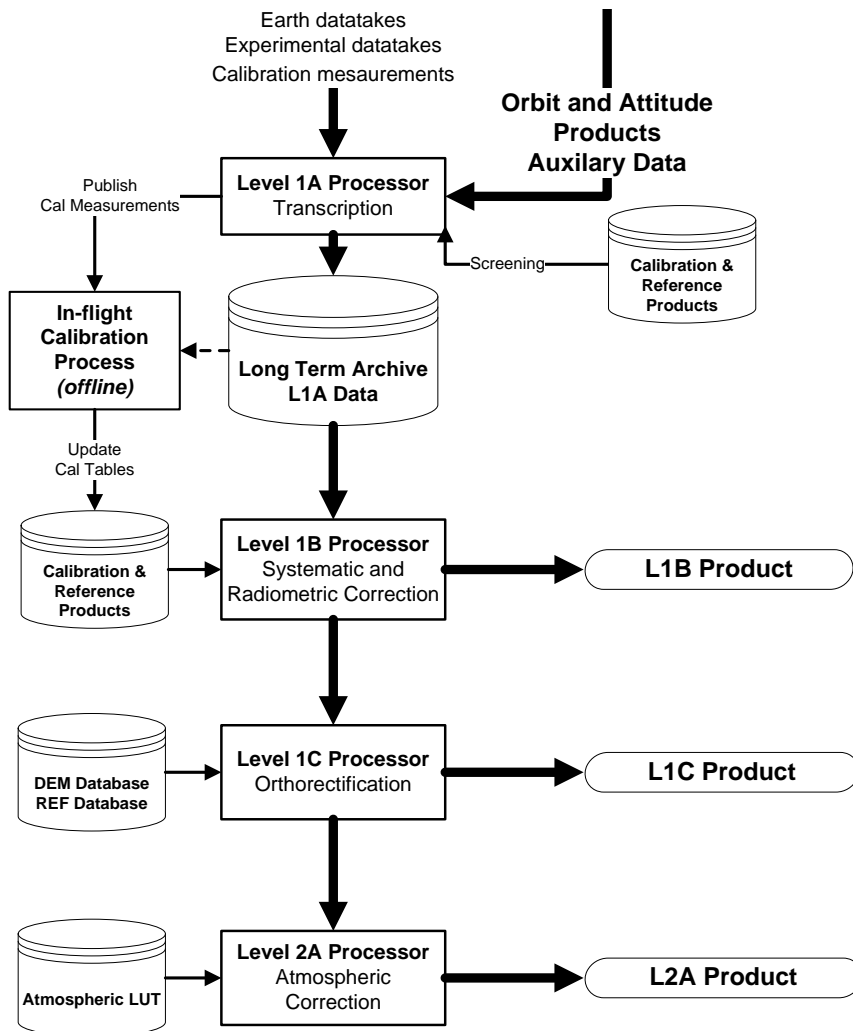 Earth datatakes
Experimental datatakes
Calibration mesaurements
Orbit and Attitude
Products
Auxilary Data
Publish
Cal Measurements
Level 1A Processor
Transcription
Screening
Calibration &
Reference
Products
In-flight
Calibration
Process
(offline)
Long Term Archive
L1A Data
Update
Cal Tables
Calibration &
Reference
Products
Level 1B Processor
Systematic and
Radiometric Correction
L1B Product
DEM Database
REF Database
Level 1C Processor
Orthorectification
L1C Product
Atmospheric LUT
Level 2A Processor
Atmospheric
Correction
L2A Product